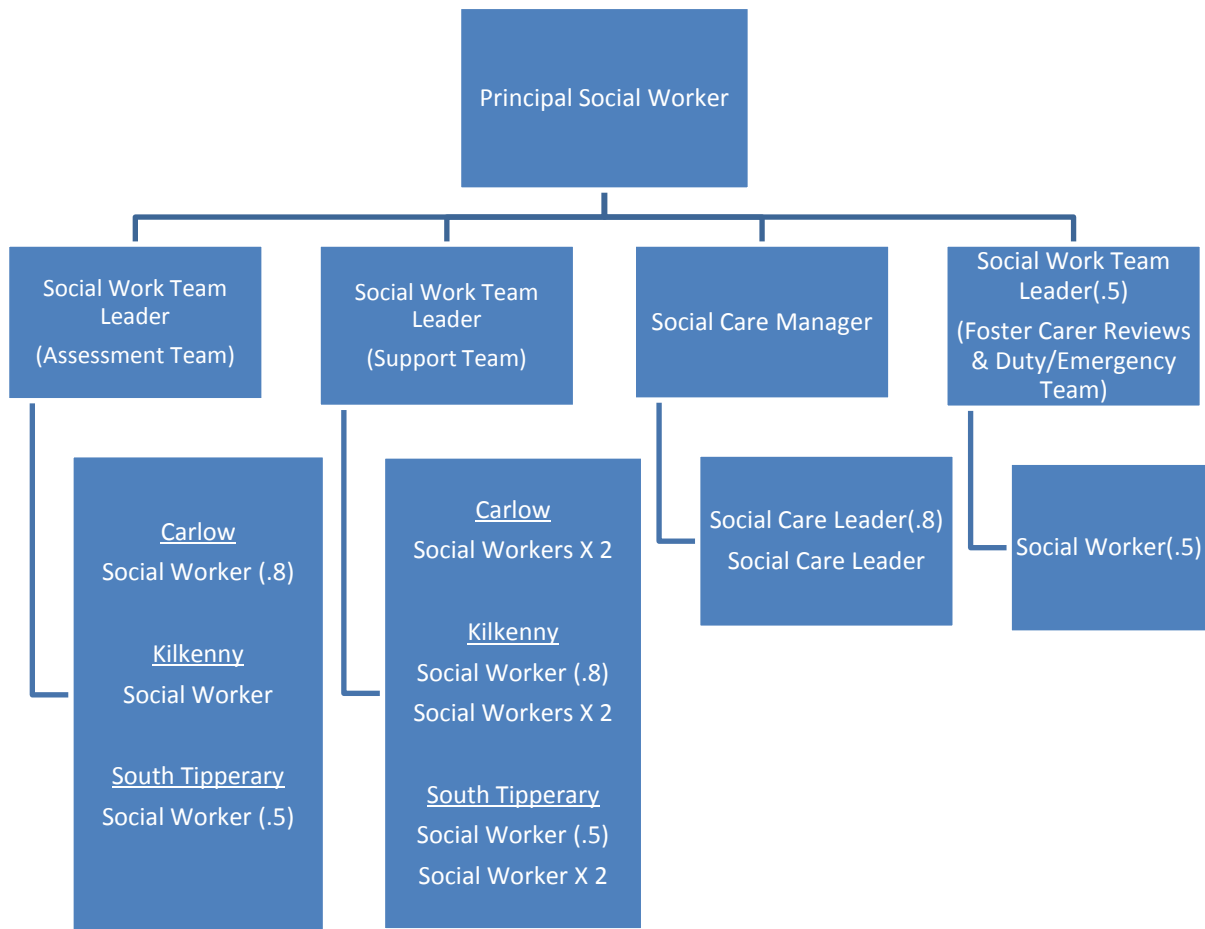 Principal Social Worker
Social Work Team
Leader
(Assessment Team)
Social Work Team
Leader
(Support Team)
Social Care Manager
Social Work Team
Leader(.5)
(Foster Carer Reviews
& Duty/Emergency
Team)
Carlow
Social Worker (.8)
Kilkenny
Social Worker
South Tipperary
Social Worker (.5)
Carlow
Social Workers X 2
Kilkenny
Social Worker (.8)
Social Workers X 2
South Tipperary
Social Worker (.5)
Social Worker X 2
Social Care Leader(.8)
Social Care Leader
Social Worker(.5)